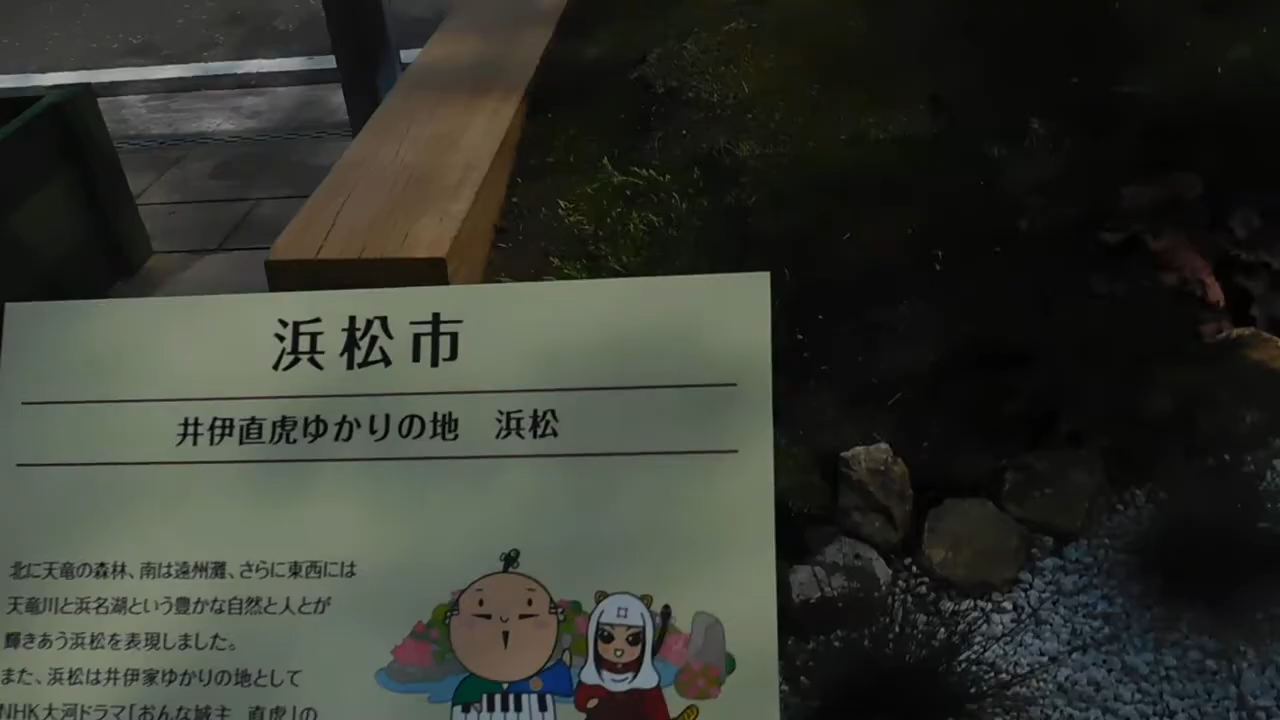 浜松市
井伊直虎ゆかりの地　浜松
北に天竜の森林、南は遠州灘、さらに東西には
天竜川と浜名湖という豊かな自然と人とが
輝きあう浜松を表現しました。
また、浜松は井伊家ゆかりの地として
NHK大河ドラマ「おんな城主　直虎」の